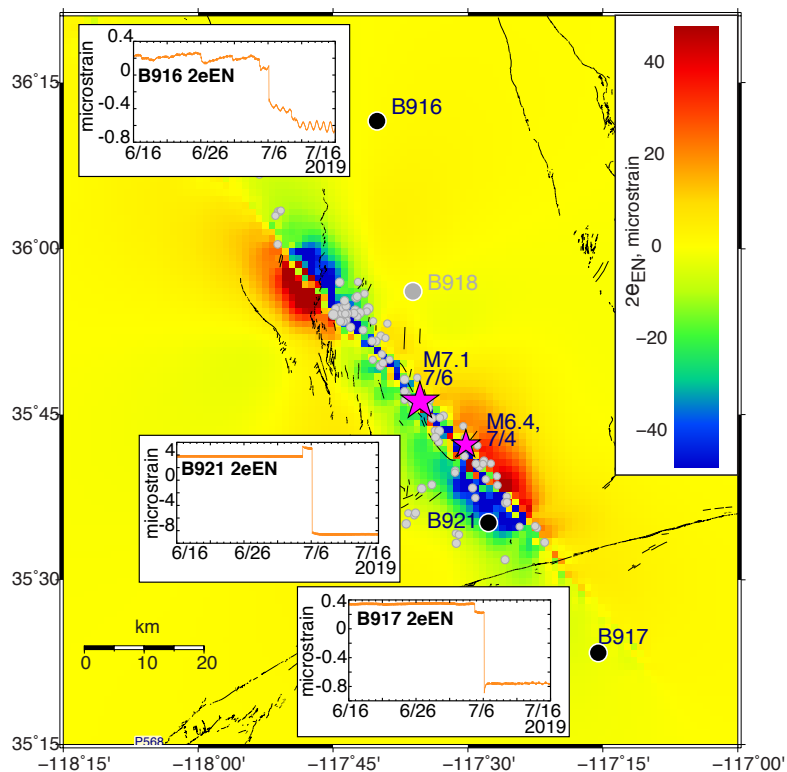 0.4
0
-0.4
-0.8
microstrain
B916 2eEN
6/16 6/26 7/6 7/16
2019
36°15'
36°00'
35°45'
35°30'
35°15'
B916
B918
M7.1
7/6
M6.4,
7/4
B921
B917
40
20
0
−20
−40
2eEN, microstrain
4
0
-4
-8
microstrain
B921 2eEN
6/16 6/26 7/6 7/16
2019
0.4
0
-0.4
-0.8
microstrain
B917 2eEN
6/16 6/26 7/6 7/16
2019
km
0 10 20
P568
−118°15' −118°00' −117°45' −117°30' −117°15' −117°00'